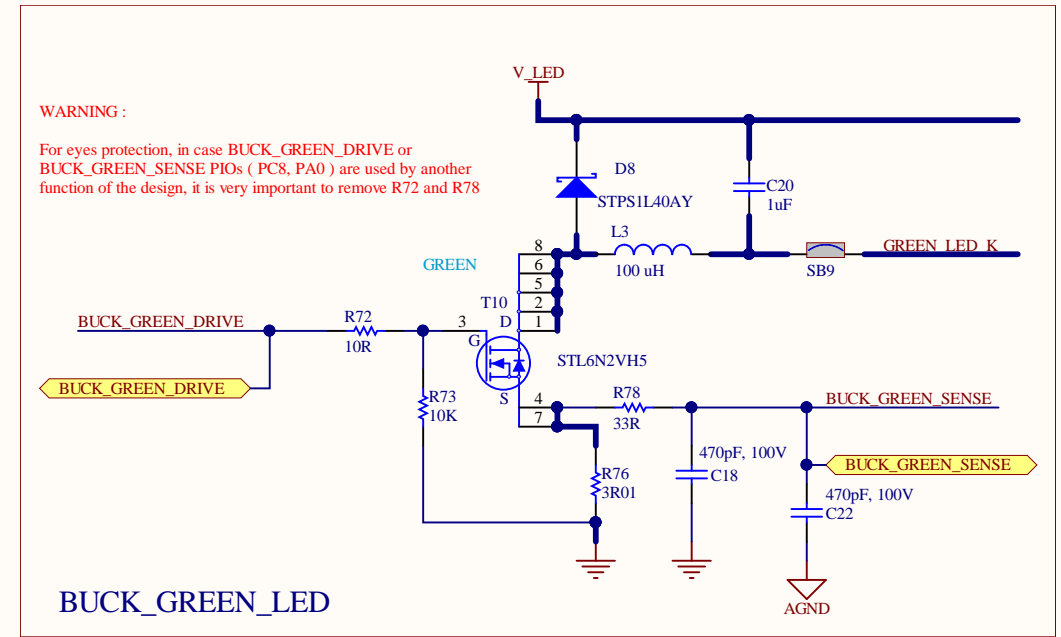 V_LED
WARNING :
For eyes protection, in case BUCK_GREEN_DRIVE or
BUCK_GREEN_SENSE PIOs ( PC8, PA0 ) are used by another
function of the design, it is very important to remove R72 and R78
D8
STPS1L40AY
C20
1uF
L3
100 uH
SB9
GREEN_LED_K
GREEN
8
6
5
2
1
T10
D
3
G
S
4
7
STL6N2VH5
BUCK_GREEN_DRIVE
R72
10R
BUCK_GREEN_DRIVE
R73
10K
R78
33R
BUCK_GREEN_SENSE
470pF, 100V
C18
BUCK_GREEN_SENSE
R76
3R01
470pF, 100V
C22
AGND
BUCK_GREEN_LED